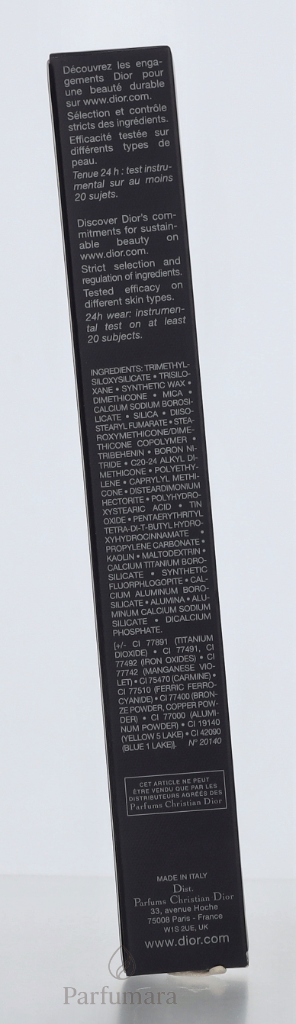 Découvrez les enga-
gements Dior pour
une beauté durable
sur www.dior.com.
Sélection et contrôle
stricts des ingrédients.
Efficacité testée sur
différents types de
peau.
Tenue 24 h : test instru-
mental sur au moins
20 sujets.
Discover Dior's com-
mitments for sustain-
able beauty on
www.dior.com.
Strict selection and
regulation of ingredients.
Tested efficacy on
different skin types.
24h wear: instrumen-
tal test on at least
20 subjects.
INGREDIENTS: TRIMETHYL-
SILOXYSILICATE • TRISILO-
XANE • SYNTHETIC WAX •
DIMETHICONE • MICA •
CALCIUM SODIUM BOROSI-
LICATE • SILICA • DIISO-
STEARYL FUMARATE • STEA-
ROXYMETHICONE/DIME-
THICONE COPOLYMER •
TRIBEHENIN • BORON NI-
TRIDE • C20-24 ALKYL DI-
METHICONE • POLYETHY-
LENE • CAPRYLYL METHI-
CONE • DISTEARDIMONIUM
HECTORITE • POLYHYDRO-
XYSTEARIC ACID • TIN
OXIDE • PENTAERYTHRITYL
TETRA-DI-T-BUTYL HYDRO-
XYHYDROCINNAMATE •
PROPYLENE CARBONATE •
KAOLIN • MALTODEXTRIN •
CALCIUM TITANIUM BORO-
SILICATE • SYNTHETIC
FLUORPHLOGOPITE • CAL-
CIUM ALUMINUM BORO-
SILICATE • ALUMINA • ALU-
MINUM CALCIUM SODIUM
SILICATE • DICALCIUM
PHOSPHATE.
[+/- CI 77891 (TITANIUM
DIOXIDE) • CI 77491, CI
77492 (IRON OXIDES) • CI
77742 (MANGANESE VIO-
LET) • CI 75470 (CARMINE) •
CI 77510 (FERRIC FERRO-
CYANIDE) • CI 77400 (BRON-
ZE POWDER, COPPER POW-
DER) • CI 77000 (ALUMI-
NUM POWDER) • CI 19140
(YELLOW 5 LAKE) • CI 42090
(BLUE 1 LAKE)]. N° 20140
CET ARTICLE NE PEUT
ÊTRE VENDU QUE PAR LES
DISTRIBUTEURS AGRÉÉS DES
Parfums Christian Dior
MADE IN ITALY
Dior.
Parfums Christian Dior
33, avenue Hoche
75008 Paris - France
W1S 2UE, UK
www.dior.com
Parfumara